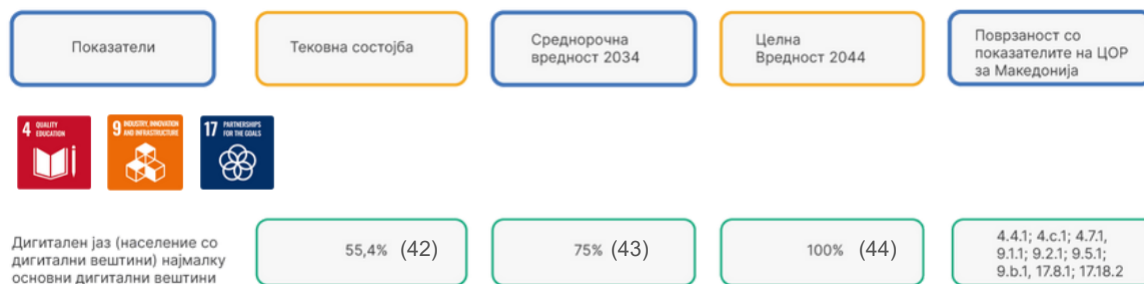 Показатели
Тековна состојба
Среднорочна
вредност 2034
Целна
Вредност 2044
Поврзаност со
показателите на ЦОР
за Македонија
4 QUALITY
EDUCATION
9 INDUSTRY, INNOVATION
AND INFRASTRUCTURE
17 PARTNERSHIPS
FOR THE GOALS
Дигитален јаз (население со
дигитални вештини) најмалку
основни дигитални вештини
55,4% (42)
75% (43)
100% (44)
4.4.1; 4.c.1; 4.7.1,
9.1.1; 9.2.1; 9.5.1;
9.b.1, 17.8.1; 17.18.2